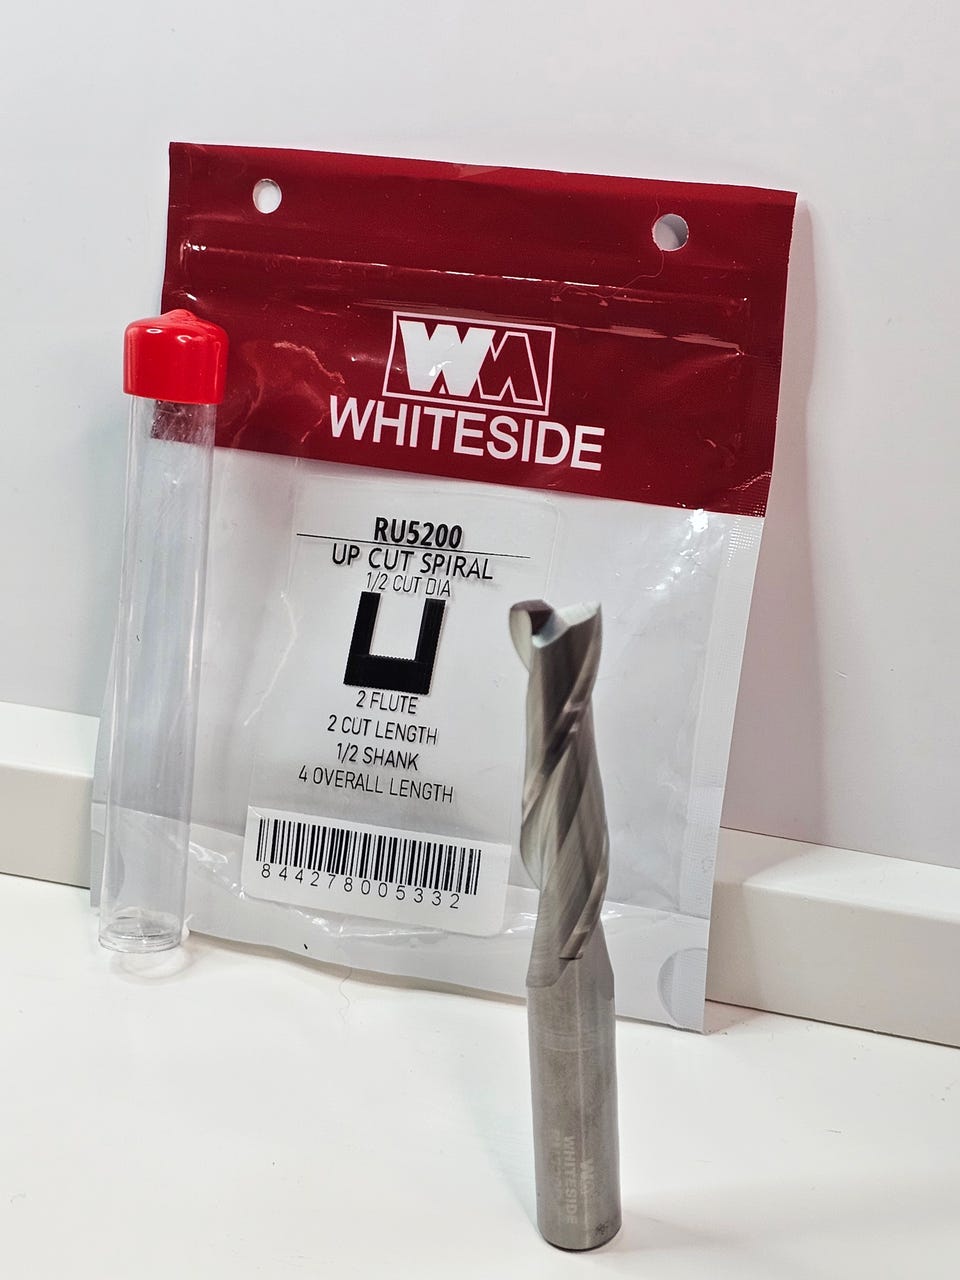 WHITESIDE
RU5200
UP CUT SPIRAL
1/2 CUT DIA
2 FLUTE
2 CUT LENGTH
1/2 SHANK
4 OVERALL LENGTH
844278005332
WHITESIDE